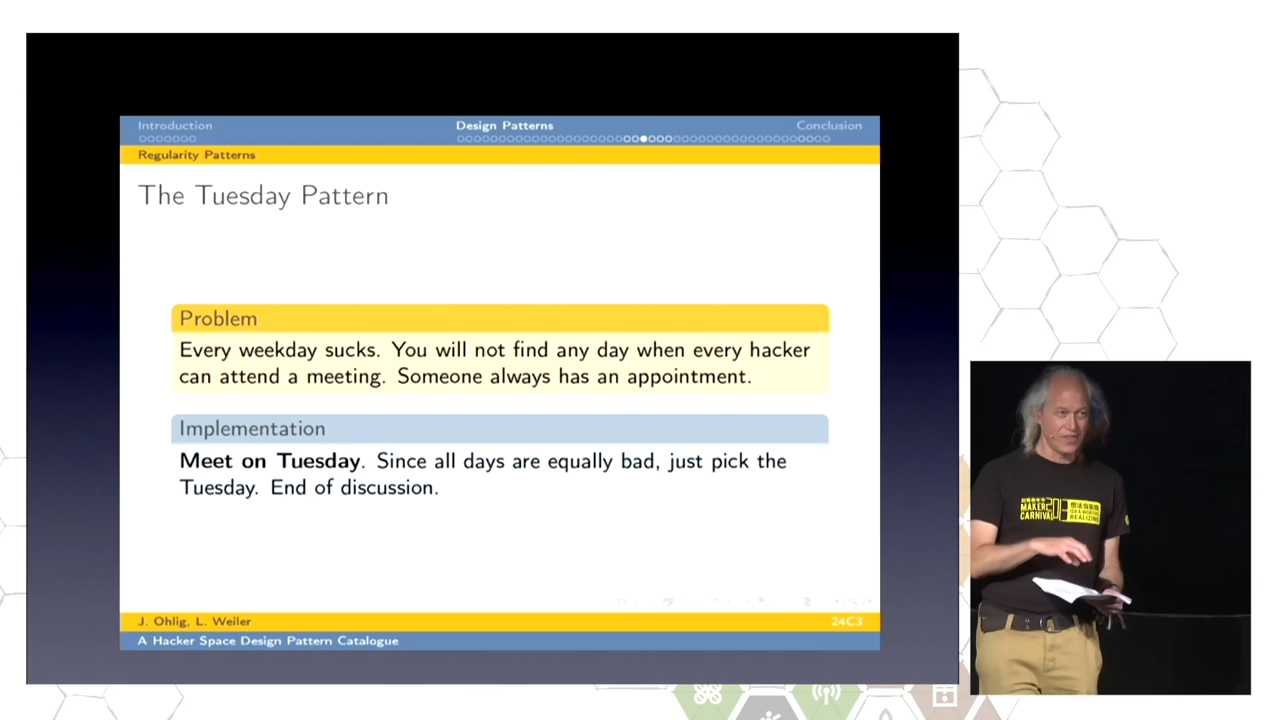 Introduction
Design Patterns
Conclusion
Regularity Patterns
The Tuesday Pattern
Problem
Every weekday sucks. You will not find any day when every hacker
can attend a meeting. Someone always has an appointment.
Implementation
Meet on Tuesday. Since all days are equally bad, just pick the
Tuesday. End of discussion.
J. Ohlig, L. Weiler
24C3
A Hacker Space Design Pattern Catalogue
MAKER
CARNIVAL
REALIZING